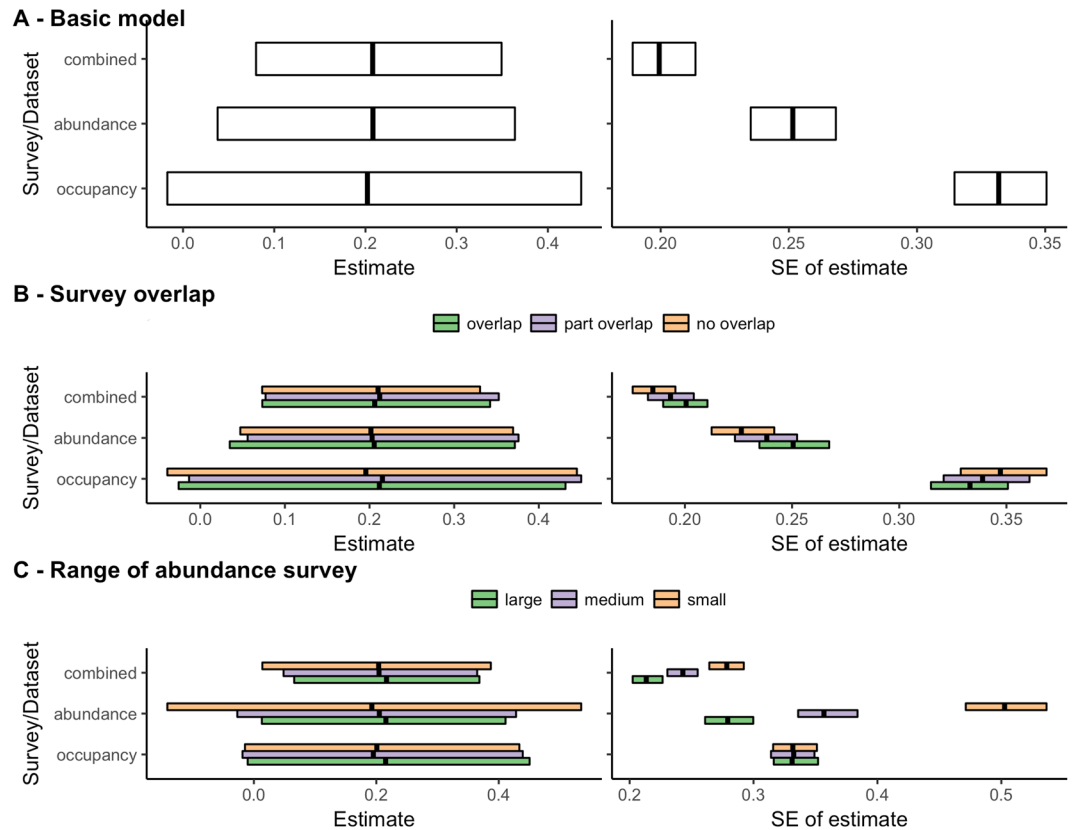 A - Basic model
Survey/Dataset
combined
abundance
occupancy
0.0 0.1 0.2 0.3 0.4
Estimate
0.20 0.25 0.30 0.35
SE of estimate
B - Survey overlap
overlap part overlap no overlap
Survey/Dataset
combined
abundance
occupancy
0.0 0.1 0.2 0.3 0.4
Estimate
0.20 0.25 0.30 0.35
SE of estimate
C - Range of abundance survey
large medium small
Survey/Dataset
combined
abundance
occupancy
0.0 0.2 0.4
Estimate
0.2 0.3 0.4 0.5
SE of estimate